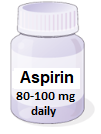 Aspirin
80-100 mg
daily